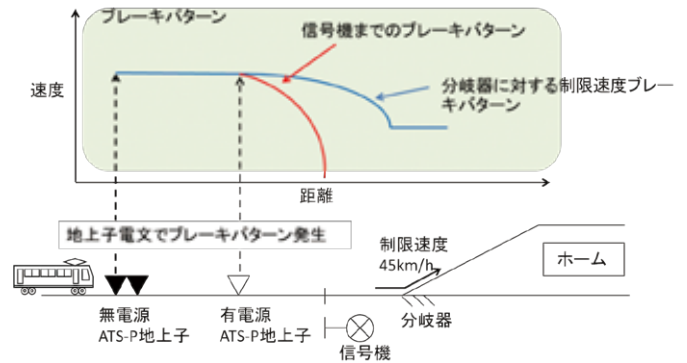 ブレーキパターン
信号機までのブレーキパターン
速度
分岐器に対する制限速度ブレー
キパターン
距離
地上子電文でブレーキパターン発生
制限速度
45km/h
ホーム
無電源
ATS-P地上子
有電源
ATS-P地上子
分岐器
信号機